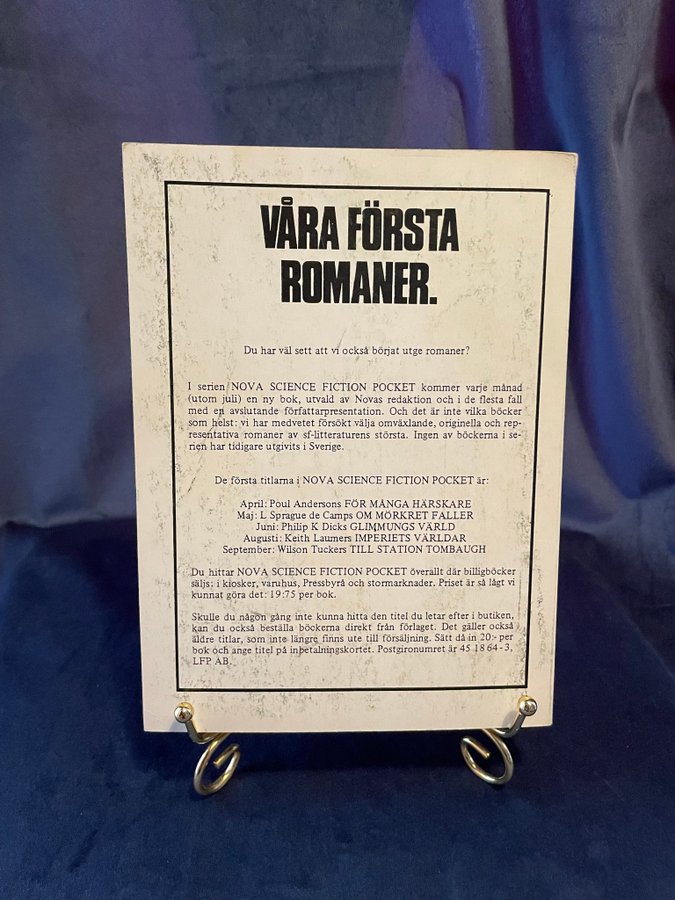 VÅRA FÖRSTA
ROMANER.
Du har väl sett att vi också börjat utge romaner?
I serien NOVA SCIENCE FICTION POCKET kommer varje månad
(utom juli) en ny bok, utvald av Novas redaktion och i de flesta fall
med en avslutande författarpresentation. Och det är inte vilka böcker
som helst: vi har medvetet försökt välja omväxlande, originella och rep-
resentativa romaner av sf-litteraturens största. Ingen av böckerna i se-
rien har tidigare utgivits i Sverige.
De första titlarna i NOVA SCIENCE FICTION POCKET är:
April: Poul Andersons FÖR MÅNGA HÄRSKARE
Maj: L Sprague de Camps OM MÖRKRET FALLER
Juni: Philip K Dicks GLIMMUNGS VÄRLD
Augusti: Keith Laumers IMPERIETS VÄRLDAR
September: Wilson Tuckers TILL STATION TOMBAUGH
Du hittar NOVA SCIENCE FICTION POCKET överallt där billigböcker
säljs: i kiosker, varuhus, Pressbyrå och stormarknader. Priset är så lågt vi
kunnat göra det: 19:75 per bok.
Skulle du någon gång inte kunna hitta den titel du letar efter i butiken,
kan du också beställa böckerna direkt från förlaget. Det gäller också
äldre titlar, som inte längre finns ute till försäljning. Sätt då in 20:- per
bok och ange titel på inbetalningskortet. Postgironumret är 45 18 64 - 3,
LFP AB.